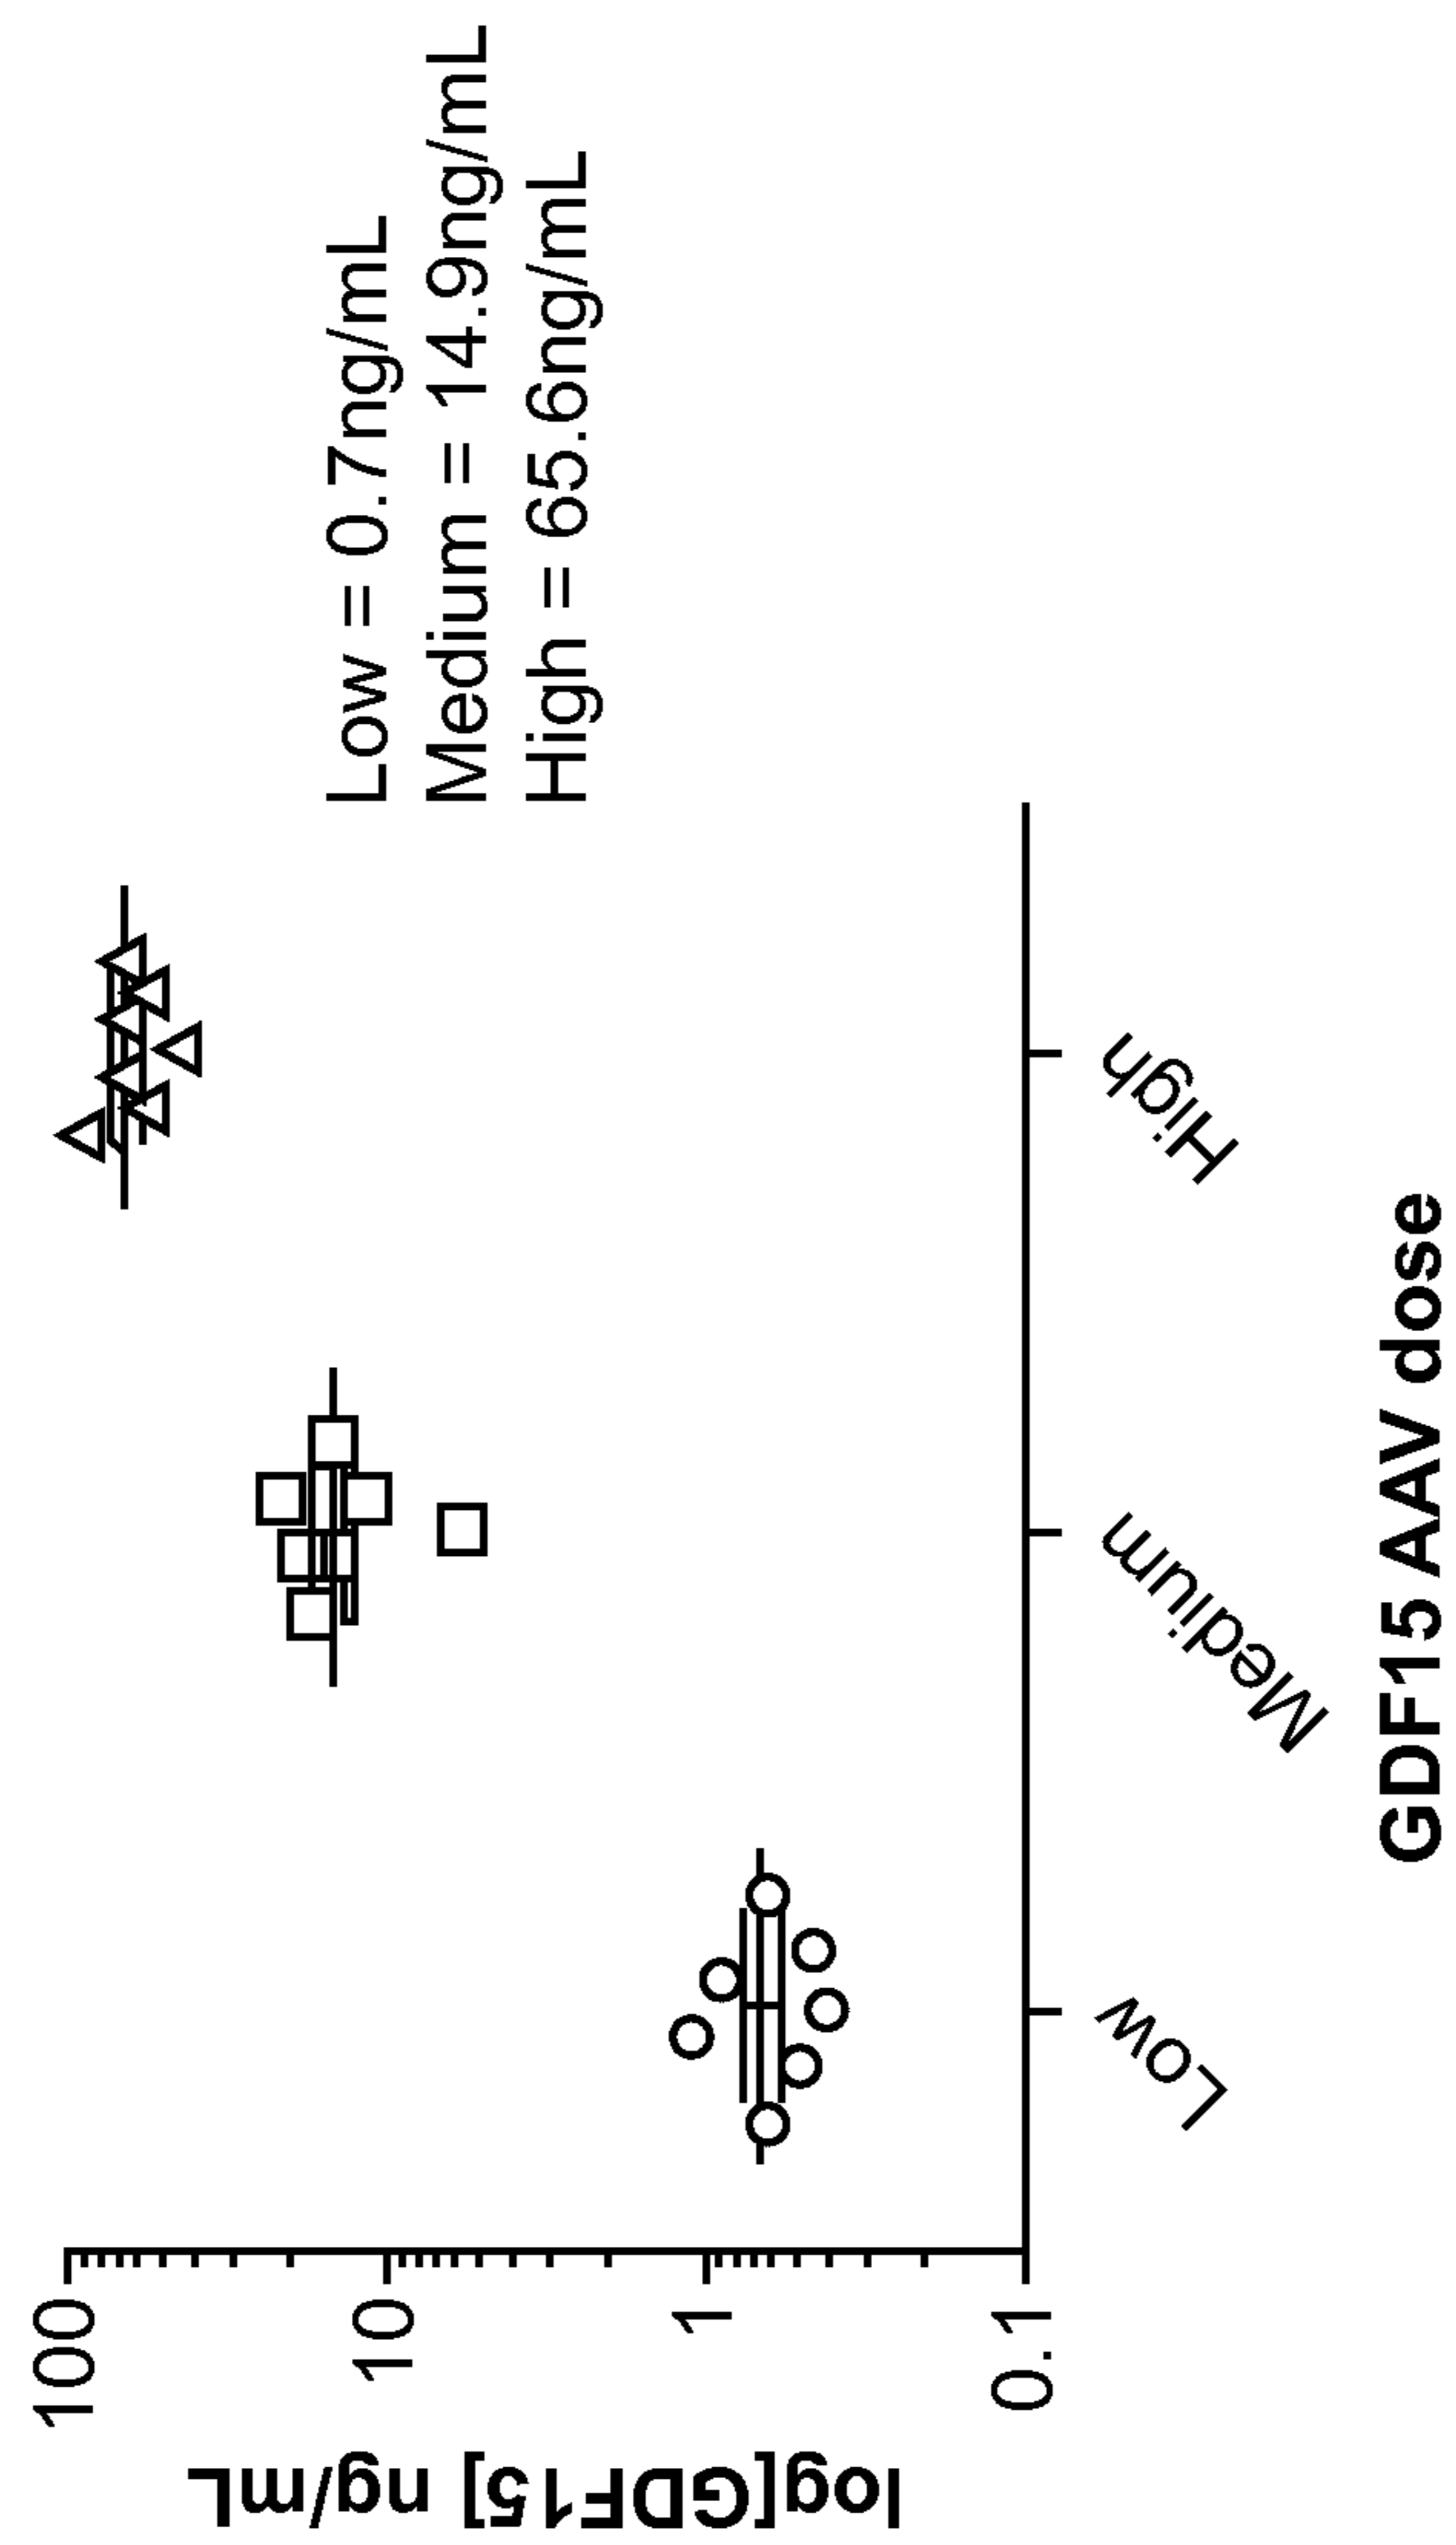 log[GDF15] ng/mL
100
10
1
0.1
Low
Medium
High
GDF15 AAV dose
Low = 0.7ng/mL
Medium = 14.9ng/mL
High = 65.6ng/mL